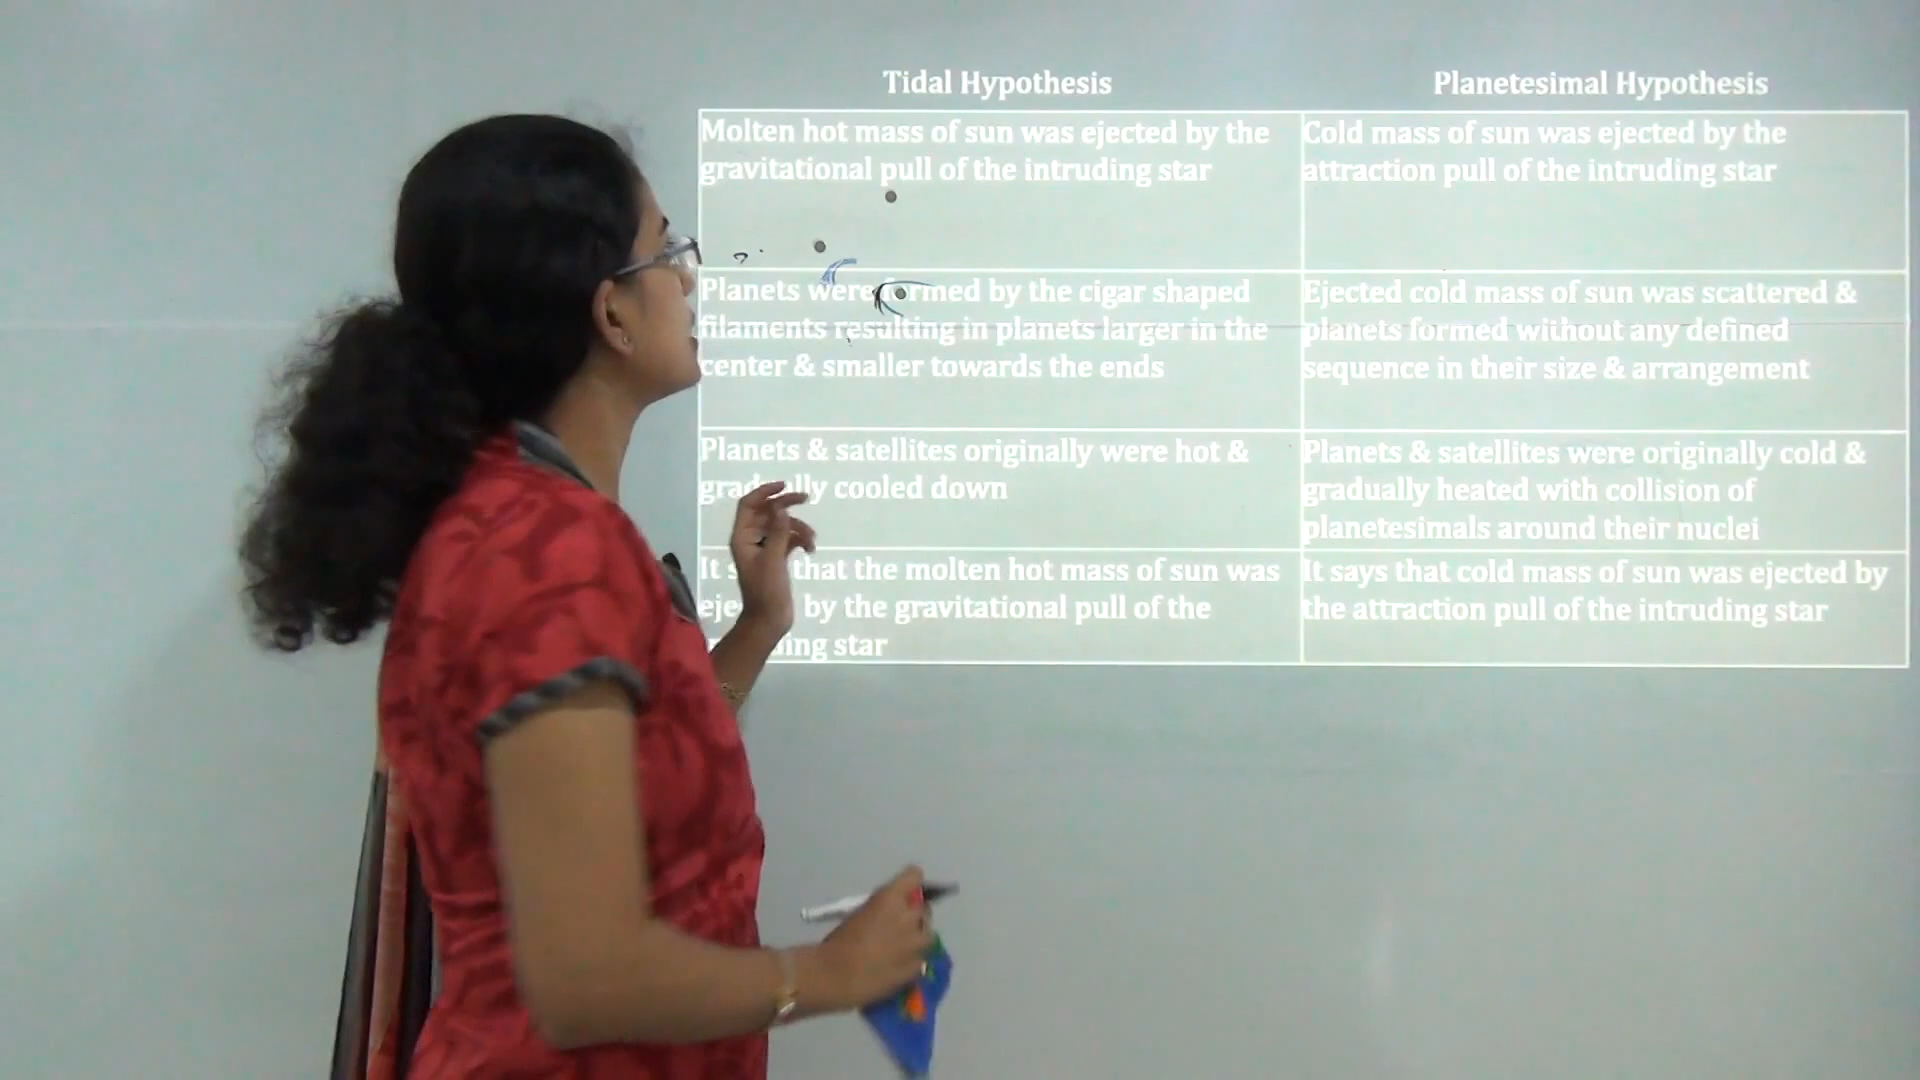 Tidal Hypothesis
Planetesimal Hypothesis
Molten hot mass of sun was ejected by the
gravitational pull of the intruding star
Cold mass of sun was ejected by the
attraction pull of the intruding star
Planets were formed by the cigar shaped
filaments resulting in planets larger in the
center & smaller towards the ends
Ejected cold mass of sun was scattered &
planets formed without any defined
sequence in their size & arrangement
Planets & satellites originally were hot &
gradually cooled down
Planets & satellites were originally cold &
gradually heated with collision of
planetesimals around their nuclei
It that the molten hot mass of sun was
by the gravitational pull of the
star
It says that cold mass of sun was ejected by
the attraction pull of the intruding star